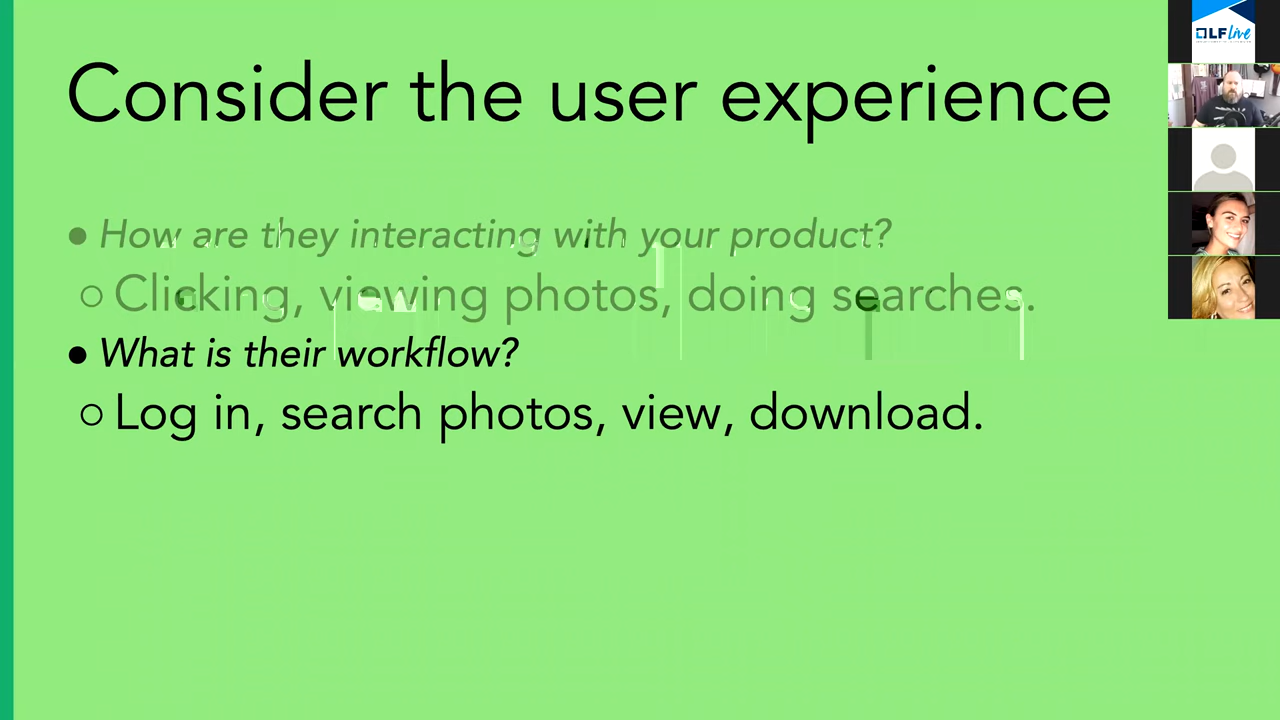 Consider the user experience
● How are they interacting with your product?
○ Clicking, viewing photos, doing searches.
● What is their workflow?
○ Log in, search photos, view, download.
LF Live